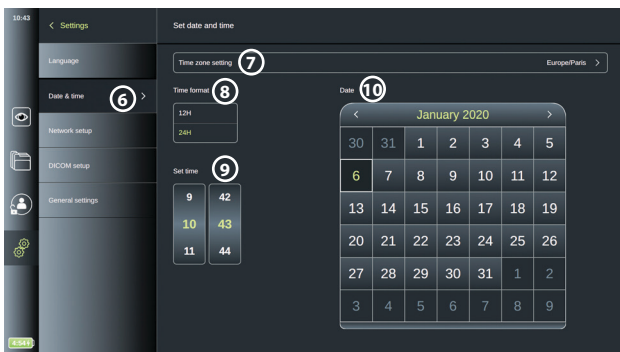 10:43
< Settings
Set date and time
Language
Time zone setting 7 Europe/Paris >
Date & time 6 >
Time format 8
Date 10
12H
24H
< January 2020 >
Network setup
30 31 1 2 3 4 5
DICOM setup
Set time 9
6 7 8 9 10 11 12
General settings
9 42
10 43
11 44
13 14 15 16 17 18 19
20 21 22 23 24 25 26
27 28 29 30 31 1 2
3 4 5 6 7 8 9
4:54